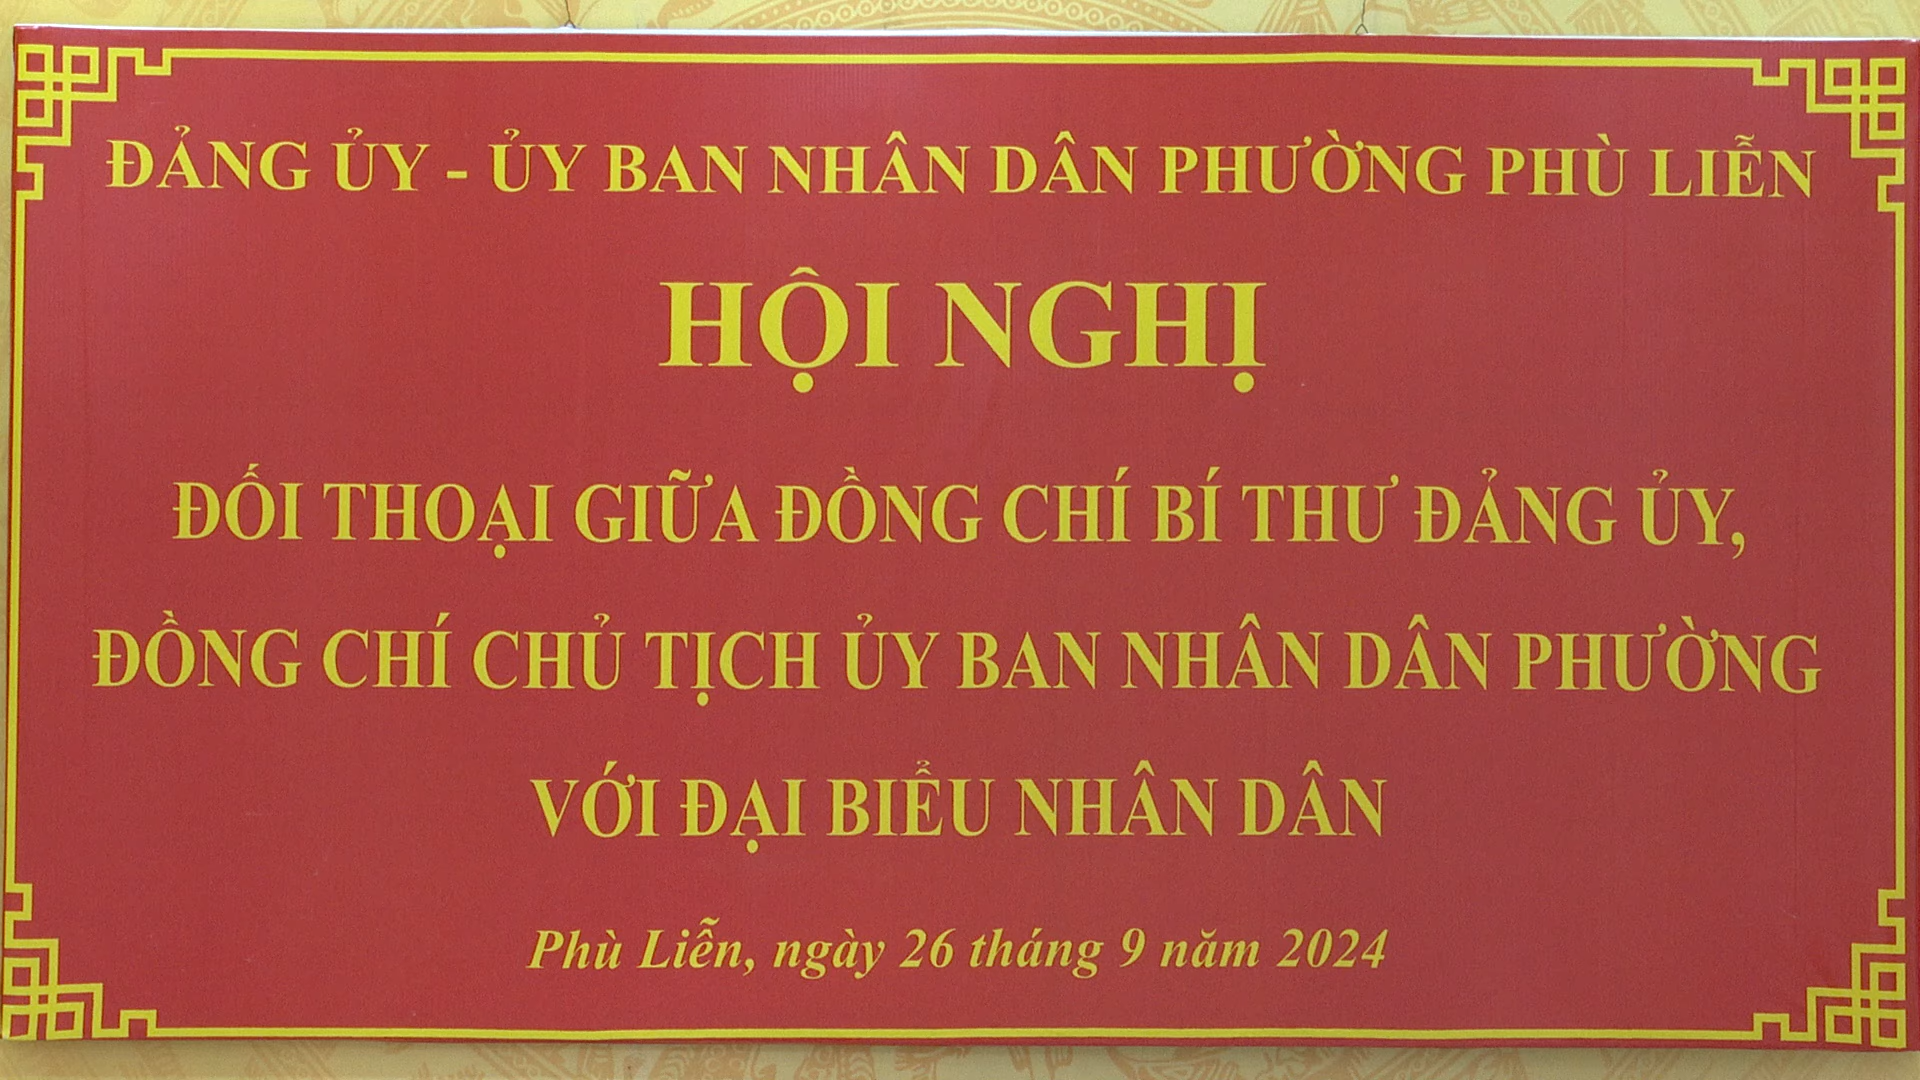 ĐẢNG ỦY - ỦY BAN NHÂN DÂN PHƯỜNG PHÙ LIỄN
HỘI NGHỊ
ĐỐI THOẠI GIỮA ĐỒNG CHÍ BÍ THƯ ĐẢNG ỦY,
ĐỒNG CHÍ CHỦ TỊCH ỦY BAN NHÂN DÂN PHƯỜNG
VỚI ĐẠI BIỂU NHÂN DÂN
Phù Liễn, ngày 26 tháng 9 năm 2024